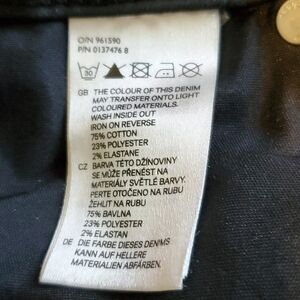 O/N 961590
P/N 0137476 8
30
GB THE COLOUR OF THIS DENIM
MAY TRANSFER ONTO LIGHT
COLOURED MATERIALS.
WASH INSIDE OUT
IRON ON REVERSE
75% COTTON
23% POLYESTER
2% ELASTANE
CZ BARVA TÉTO DŽÍNOVINY
SE MŮŽE PŘENÉST NA
MATERIÁLY SVĚTLÉ BARVY.
PERTE OTOČENÉ NA RUBU
ŽEHLIT NA RUBU
75% BAVLNA
23% POLYESTER
2% ELASTAN
DE DIE FARBE DIESES DENIMS
KANN AUF HELLERE
MATERIALIEN ABFÄRBEN.